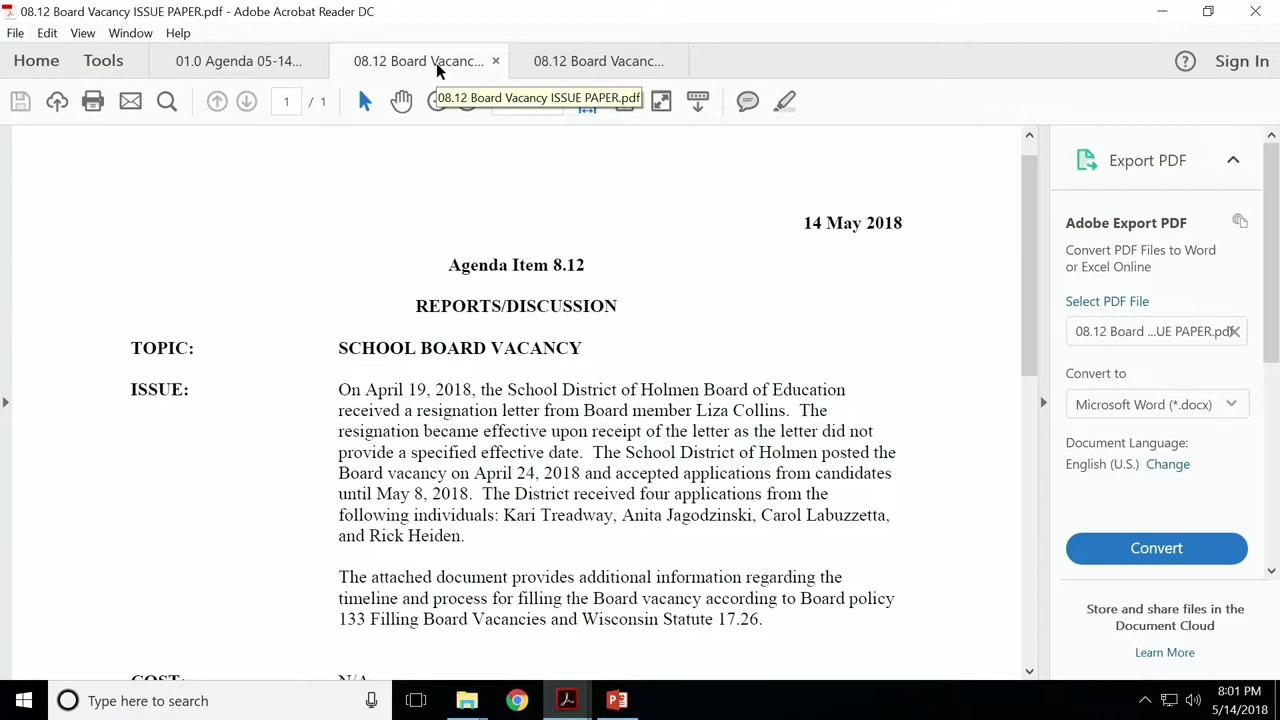 08.12 Board Vacancy ISSUE PAPER.pdf - Adobe Acrobat Reader DC
File Edit View Window Help
Home Tools 01.0 Agenda 05-14... 08.12 Board Vacanc... × 08.12 Board Vacanc... ? Sign In
1 / 1
08.12 Board Vacancy ISSUE PAPER.pdf
14 May 2018
Agenda Item 8.12
REPORTS/DISCUSSION
TOPIC: SCHOOL BOARD VACANCY
ISSUE: On April 19, 2018, the School District of Holmen Board of Education
received a resignation letter from Board member Liza Collins. The
resignation became effective upon receipt of the letter as the letter did not
provide a specified effective date. The School District of Holmen posted the
Board vacancy on April 24, 2018 and accepted applications from candidates
until May 8, 2018. The District received four applications from the
following individuals: Kari Treadway, Anita Jagodzinski, Carol Labuzzetta,
and Rick Heiden.
The attached document provides additional information regarding the
timeline and process for filling the Board vacancy according to Board policy
133 Filling Board Vacancies and Wisconsin Statute 17.26.
COST: N/A
Export PDF
Adobe Export PDF
Convert PDF Files to Word
or Excel Online
Select PDF File
08.12 Board ...UE PAPER.pdf
Convert to
Microsoft Word (*.docx)
Document Language:
English (U.S.) Change
Convert
Store and share files in the
Document Cloud
Learn More
Type here to search
8:01 PM
5/14/2018